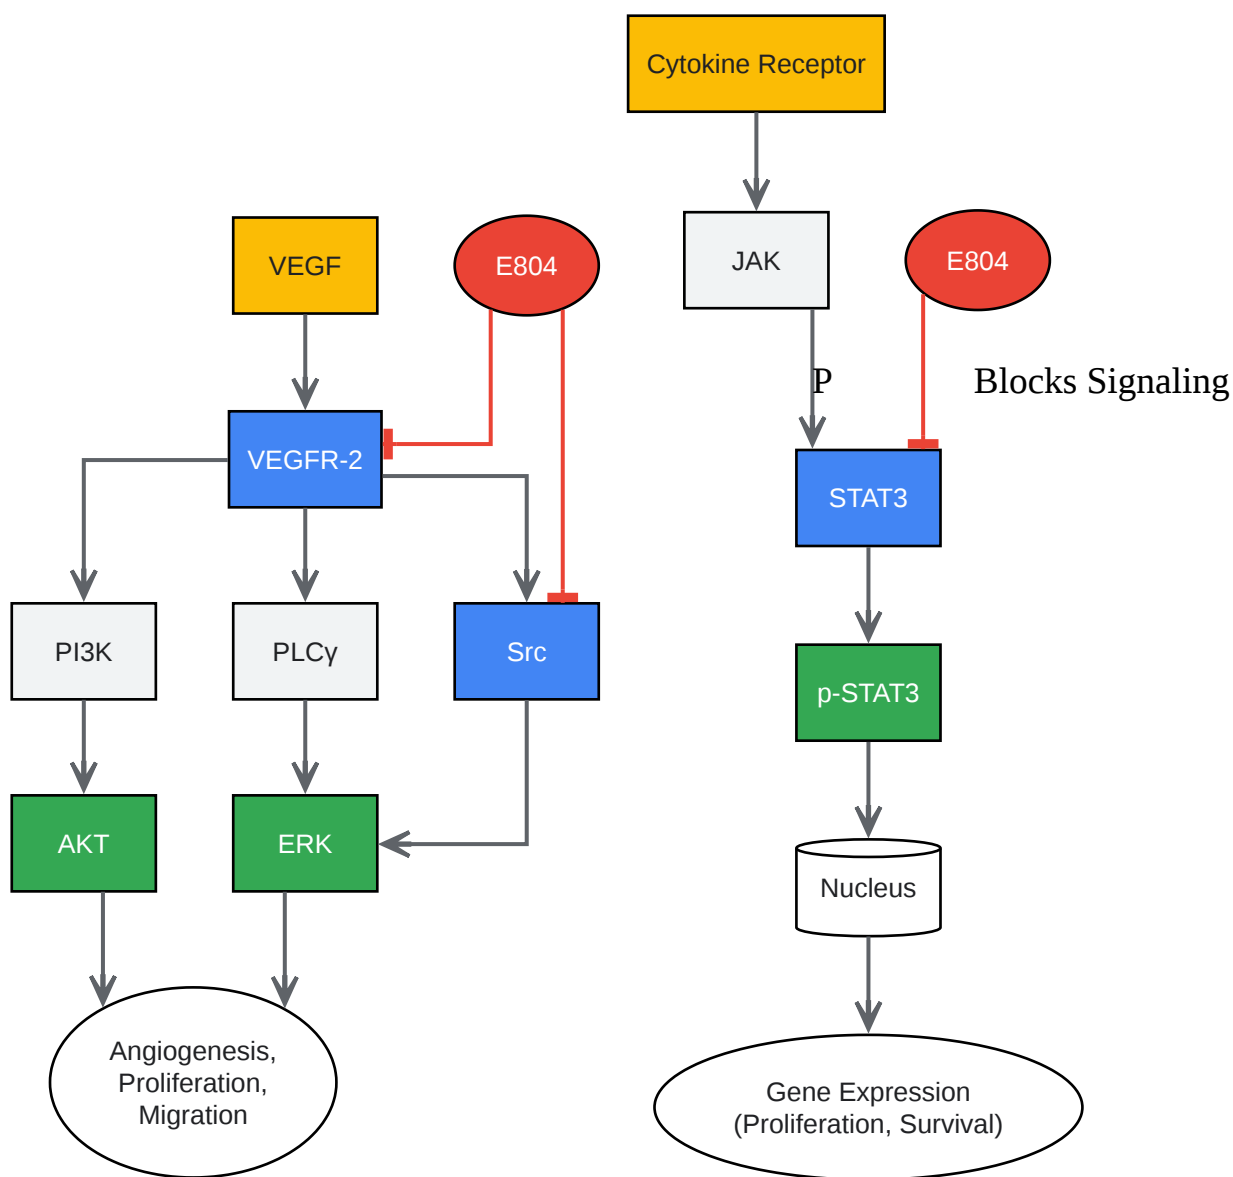 Cytokine Receptor
VEGF
E804
JAK
E804
P
Blocks Signaling
VEGFR-2
STAT3
PI3K
PLCγ
Src
p-STAT3
AKT
ERK
Nucleus
Angiogenesis,
Proliferation,
Migration
Gene Expression
(Proliferation, Survival)